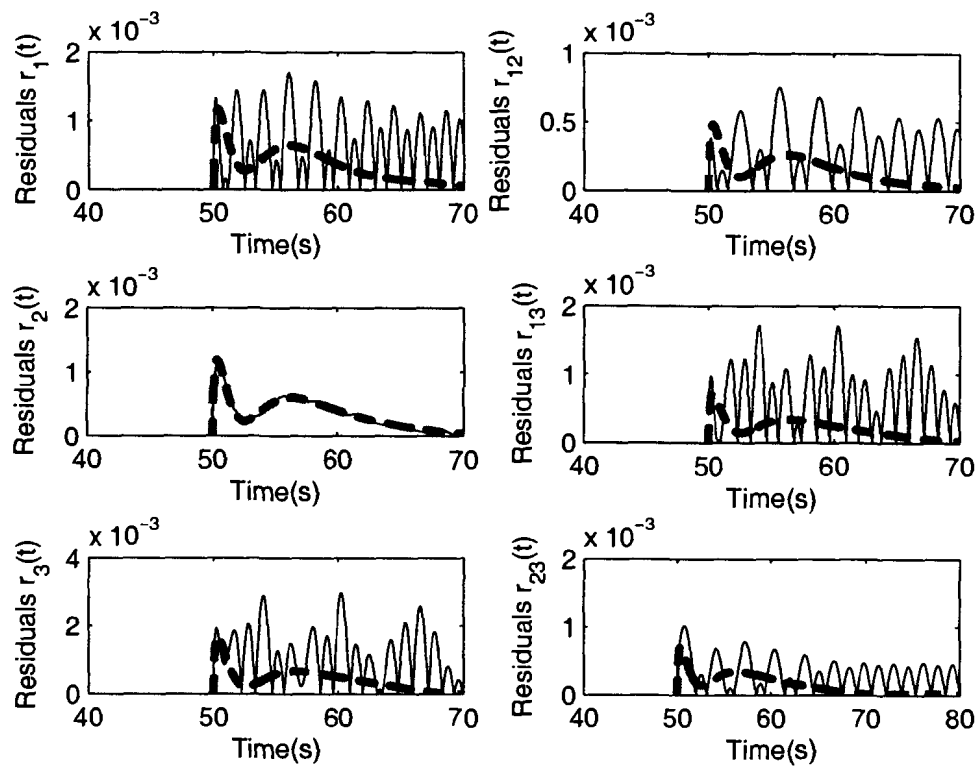 x 10^-3
Residuals r_1(t)
2
1
0
40 50 60 70
Time(s)
x 10^-3
Residuals r_12(t)
1
0.5
0
40 50 60 70
Time(s)
x 10^-3
Residuals r_2(t)
2
1
0
40 50 60 70
Time(s)
x 10^-3
Residuals r_13(t)
2
1
0
40 50 60 70
Time(s)
x 10^-3
Residuals r_3(t)
4
2
0
40 50 60 70
Time(s)
x 10^-3
Residuals r_23(t)
2
1
0
40 50 60 70 80
Time(s)